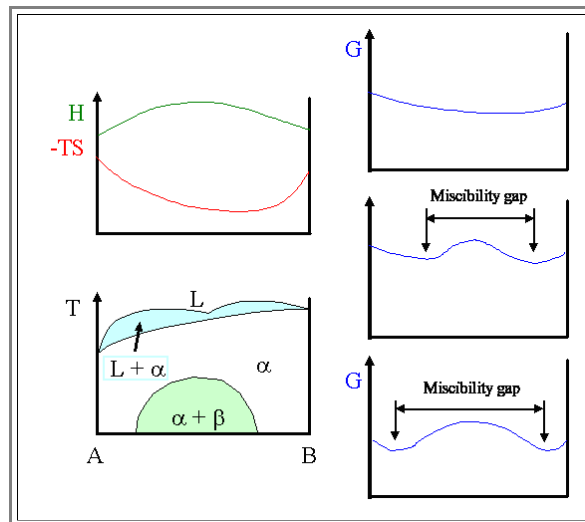 H
-TS
T
L
L + α
α
α + β
A
B
G
Miscibility gap
G
Miscibility gap